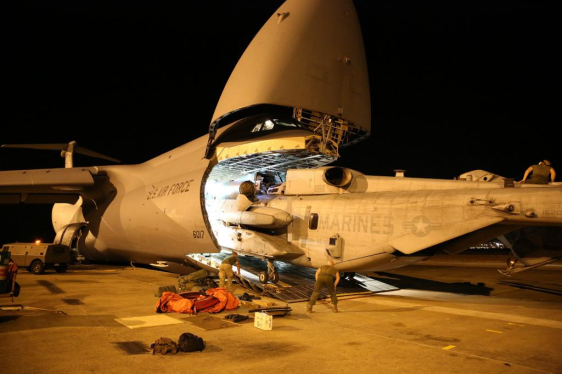 U.S. AIR FORCE
6017
MARINES